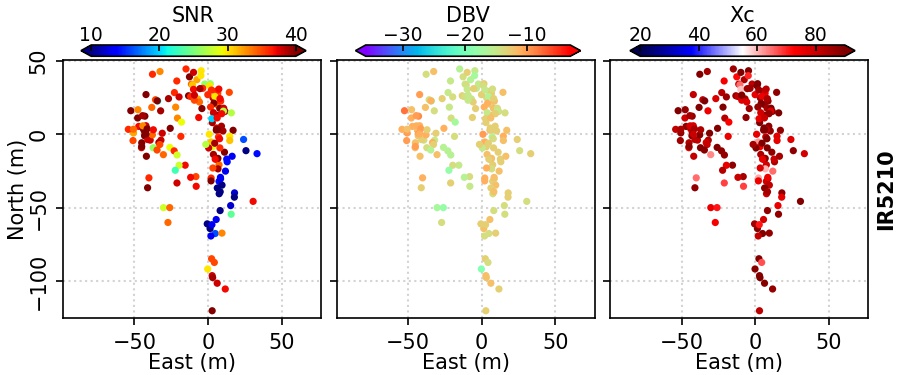 SNR DBV Xc
10 20 30 40 −30 −20 −10 20 40 60 80
50
0
−50
−100
North (m)
−50 0 50 −50 0 50 −50 0 50
East (m) East (m) East (m)
IR5210